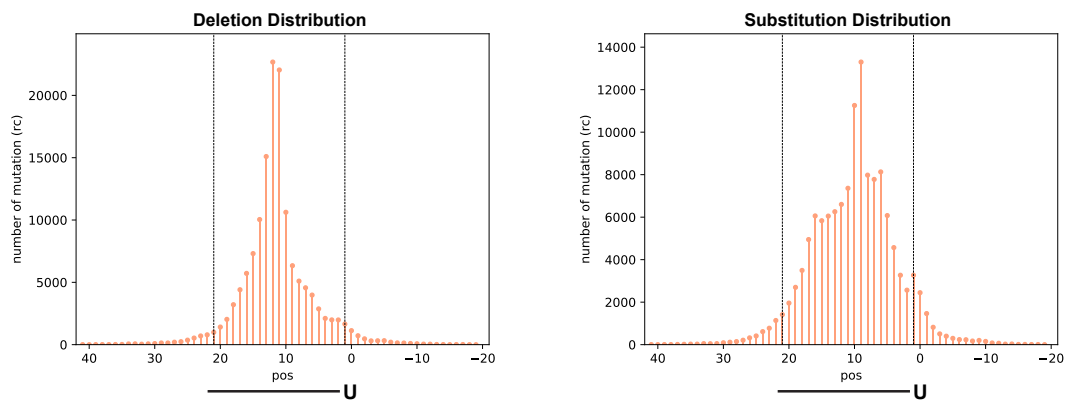 Deletion Distribution
number of mutation (rc)
20000
15000
10000
5000
0
40 30 20 10 0 −10 −20
pos
U
Substitution Distribution
number of mutation (rc)
14000
12000
10000
8000
6000
4000
2000
0
40 30 20 10 0 −10 −20
pos
U